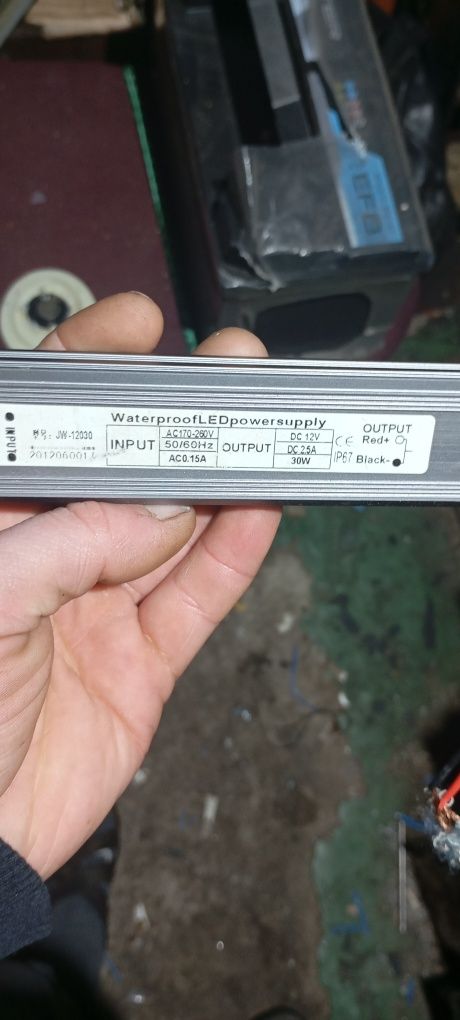 WaterproofLEDpowersupply
INPUT
型号: JW-12030
INPUT
AC170-260V
50/60Hz
AC0.15A
OUTPUT
DC 12V
DC 2.5A
30W
CE
IP67
OUTPUT
Red+
Black-
EFB